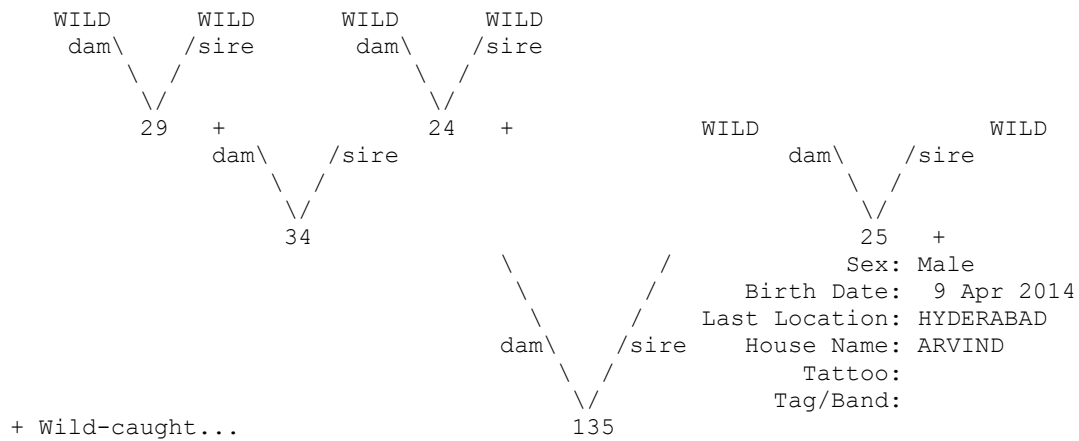 WILD WILD WILD WILD
dam\ /sire dam\ /sire
\ / \ /
\/ \/
29 + 24 + WILD WILD
dam\ /sire dam\ /sire
\ / \ /
\/ \/
34 25 +
\ / Sex: Male
\ / Birth Date: 9 Apr 2014
\ / Last Location: HYDERABAD
dam\ /sire House Name: ARVIND
\ / Tattoo:
\/ Tag/Band:
+ Wild-caught... 135